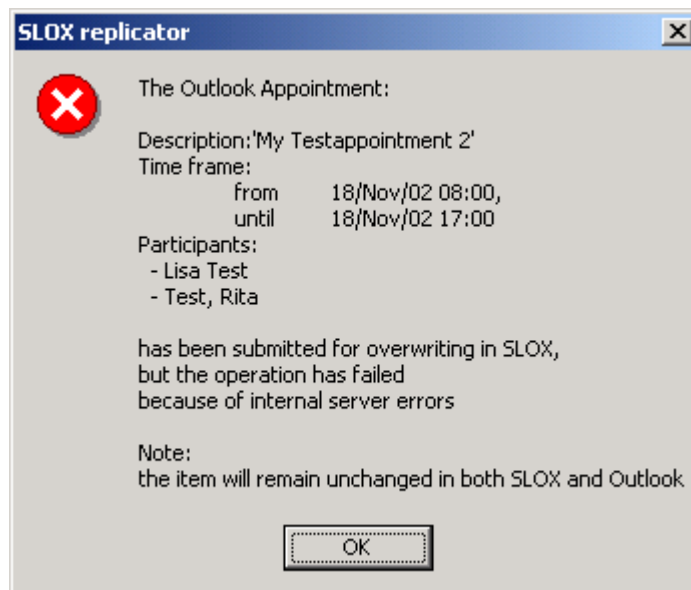 SLOX replicator
The Outlook Appointment:
Description:'My Testappointment 2'
Time frame:
from 18/Nov/02 08:00,
until 18/Nov/02 17:00
Participants:
- Lisa Test
- Test, Rita
has been submitted for overwriting in SLOX,
but the operation has failed
because of internal server errors
Note:
the item will remain unchanged in both SLOX and Outlook
OK